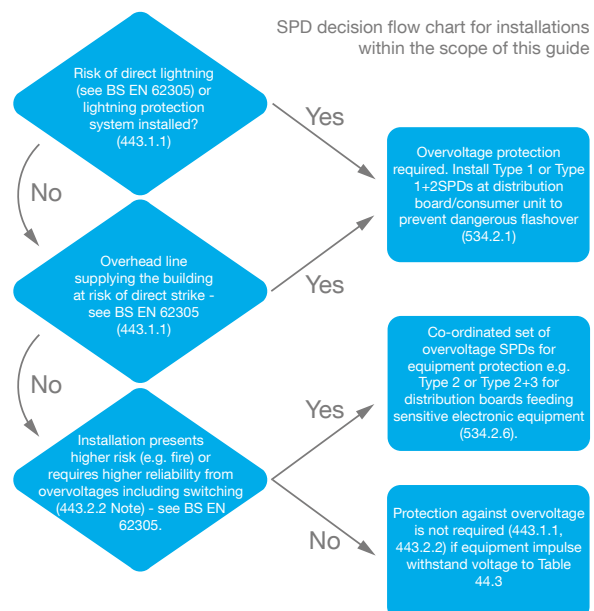 SPD decision flow chart for installations
within the scope of this guide
Risk of direct lightning
(see BS EN 62305) or
lightning protection
system installed?
(443.1.1)
Yes
Overvoltage protection
required. Install Type 1 or Type
1+2SPDs at distribution
board/consumer unit to
prevent dangerous flashover
(534.2.1)
No
Overhead line
supplying the building
at risk of direct strike -
see BS EN 62305
(443.1.1)
Yes
No
Co-ordinated set of
overvoltage SPDs for
equipment protection e.g.
Type 2 or Type 2+3 for
distribution boards feeding
sensitive electronic equipment
(534.2.6).
Installation presents
higher risk (e.g. fire) or
requires higher reliability from
overvoltages including switching
(443.2.2 Note) - see BS EN
62305.
Yes
No
Protection against overvoltage
is not required (443.1.1,
443.2.2) if equipment impulse
withstand voltage to Table
44.3